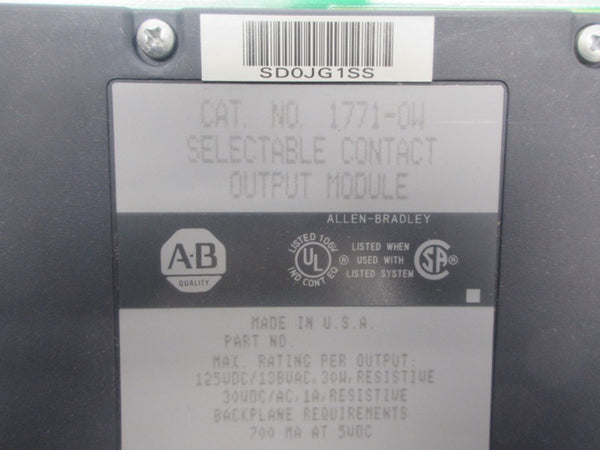 SD0JG1SS
CAT. NO. 1771-OW
SELECTABLE CONTACT
OUTPUT MODULE
ALLEN-BRADLEY
A-B
QUALITY
LISTED 106V
UL
IND CONT EQ
®
LISTED WHEN
USED WITH
LISTED SYSTEM
SA
®
MADE IN U.S.A.
PART NO.
MAX. RATING PER OUTPUT:
125VDC/138VAC, 30W, RESISTIVE
30VDC/AC, 1A, RESISTIVE
BACKPLANE REQUIREMENTS
700 MA AT 5VDC